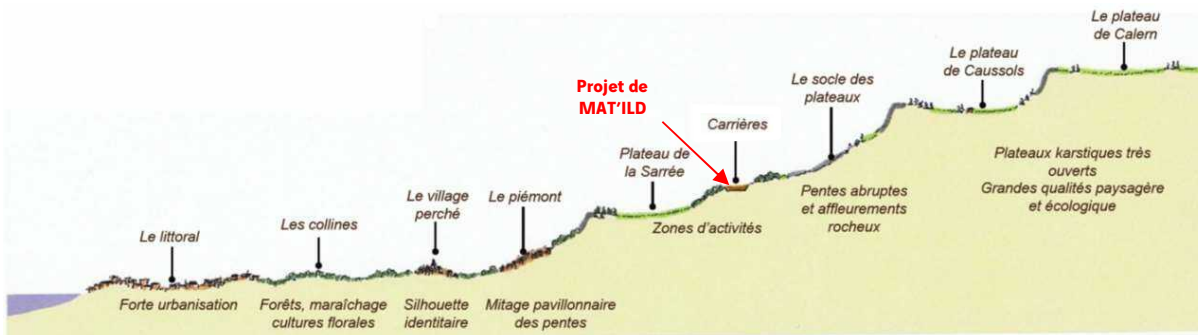 Le plateau
de Calern
Le plateau
de Caussols
Projet de
MAT'ILD
Le socle des
plateaux
Carrières
Plateau de
la Sarrée
Le village
perché
Le piémont
Les collines
Le littoral
Plateaux karstiques très
ouverts
Grandes qualités paysagère
et écologique
Pentes abruptes
et affleurements
rocheux
Zones d'activités
Forte urbanisation
Forêts, maraîchage
cultures florales
Silhouette
identitaire
Mitage pavillonnaire
des pentes